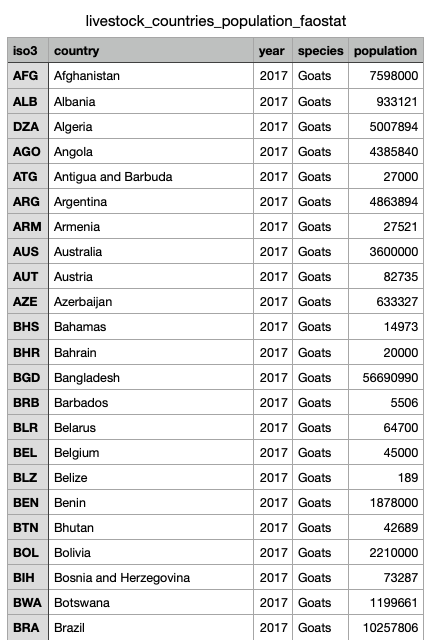 livestock_countries_population_faostat
iso3 country year species population
AFG Afghanistan 2017 Goats 7598000
ALB Albania 2017 Goats 933121
DZA Algeria 2017 Goats 5007894
AGO Angola 2017 Goats 4385840
ATG Antigua and Barbuda 2017 Goats 27000
ARG Argentina 2017 Goats 4863894
ARM Armenia 2017 Goats 27521
AUS Australia 2017 Goats 3600000
AUT Austria 2017 Goats 82735
AZE Azerbaijan 2017 Goats 633327
BHS Bahamas 2017 Goats 14973
BHR Bahrain 2017 Goats 20000
BGD Bangladesh 2017 Goats 56690990
BRB Barbados 2017 Goats 5506
BLR Belarus 2017 Goats 64700
BEL Belgium 2017 Goats 45000
BLZ Belize 2017 Goats 189
BEN Benin 2017 Goats 1878000
BTN Bhutan 2017 Goats 42689
BOL Bolivia 2017 Goats 2210000
BIH Bosnia and Herzegovina 2017 Goats 73287
BWA Botswana 2017 Goats 1199661
BRA Brazil 2017 Goats 10257806